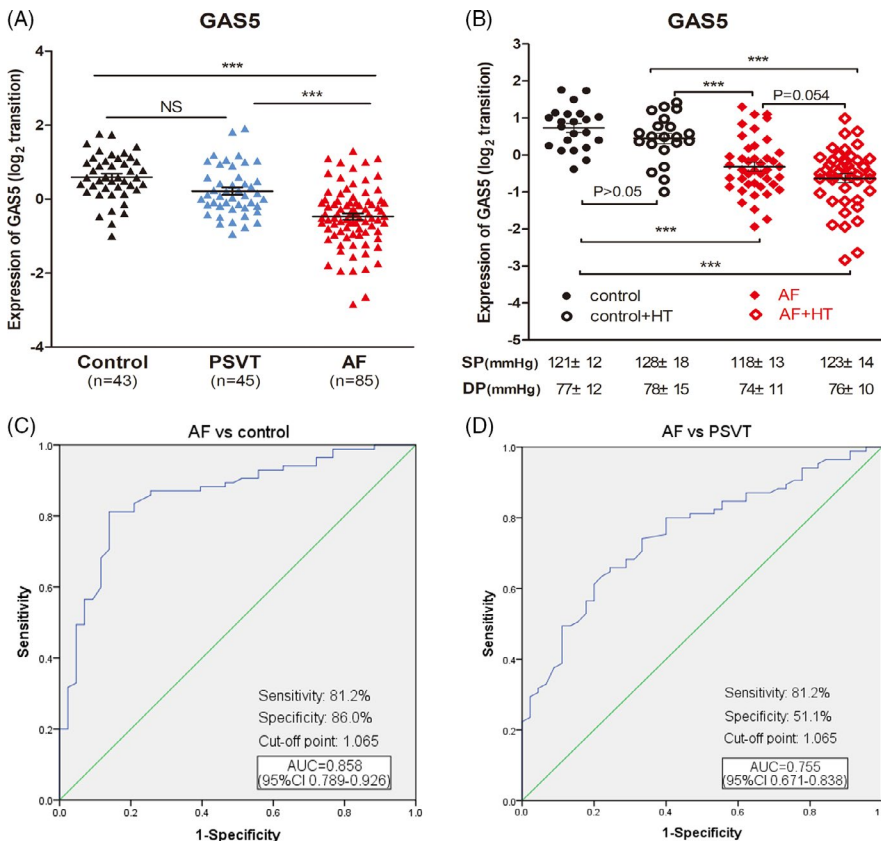 (A)
GAS5
Expression of GAS5 (log2 transition)
4
2
0
-2
-4
***
NS
***
Control
(n=43)
PSVT
(n=45)
AF
(n=85)
(B)
GAS5
Expression of GAS5 (log2 transition)
3
2
1
0
-1
-2
-3
-4
-5
***
***
P=0.054
P>0.05
***
***
control
control+HT
AF
AF+HT
SP(mmHg) 121± 12 128± 18 118± 13 123± 14
DP(mmHg) 77± 12 78± 15 74± 11 76± 10
(C)
AF vs control
Sensitivity
1.0
0.8
0.6
0.4
0.2
0.0
Sensitivity: 81.2%
Specificity: 86.0%
Cut-off point: 1.065
AUC=0.858
(95%CI 0.789-0.926)
0.0 0.2 0.4 0.6 0.8 1.0
1-Specificity
(D)
AF vs PSVT
Sensitivity
1.0
0.8
0.6
0.4
0.2
0.0
Sensitivity: 81.2%
Specificity: 51.1%
Cut-off point: 1.065
AUC=0.755
(95%CI 0.671-0.838)
0.0 0.2 0.4 0.6 0.8 1.0
1-Specificity